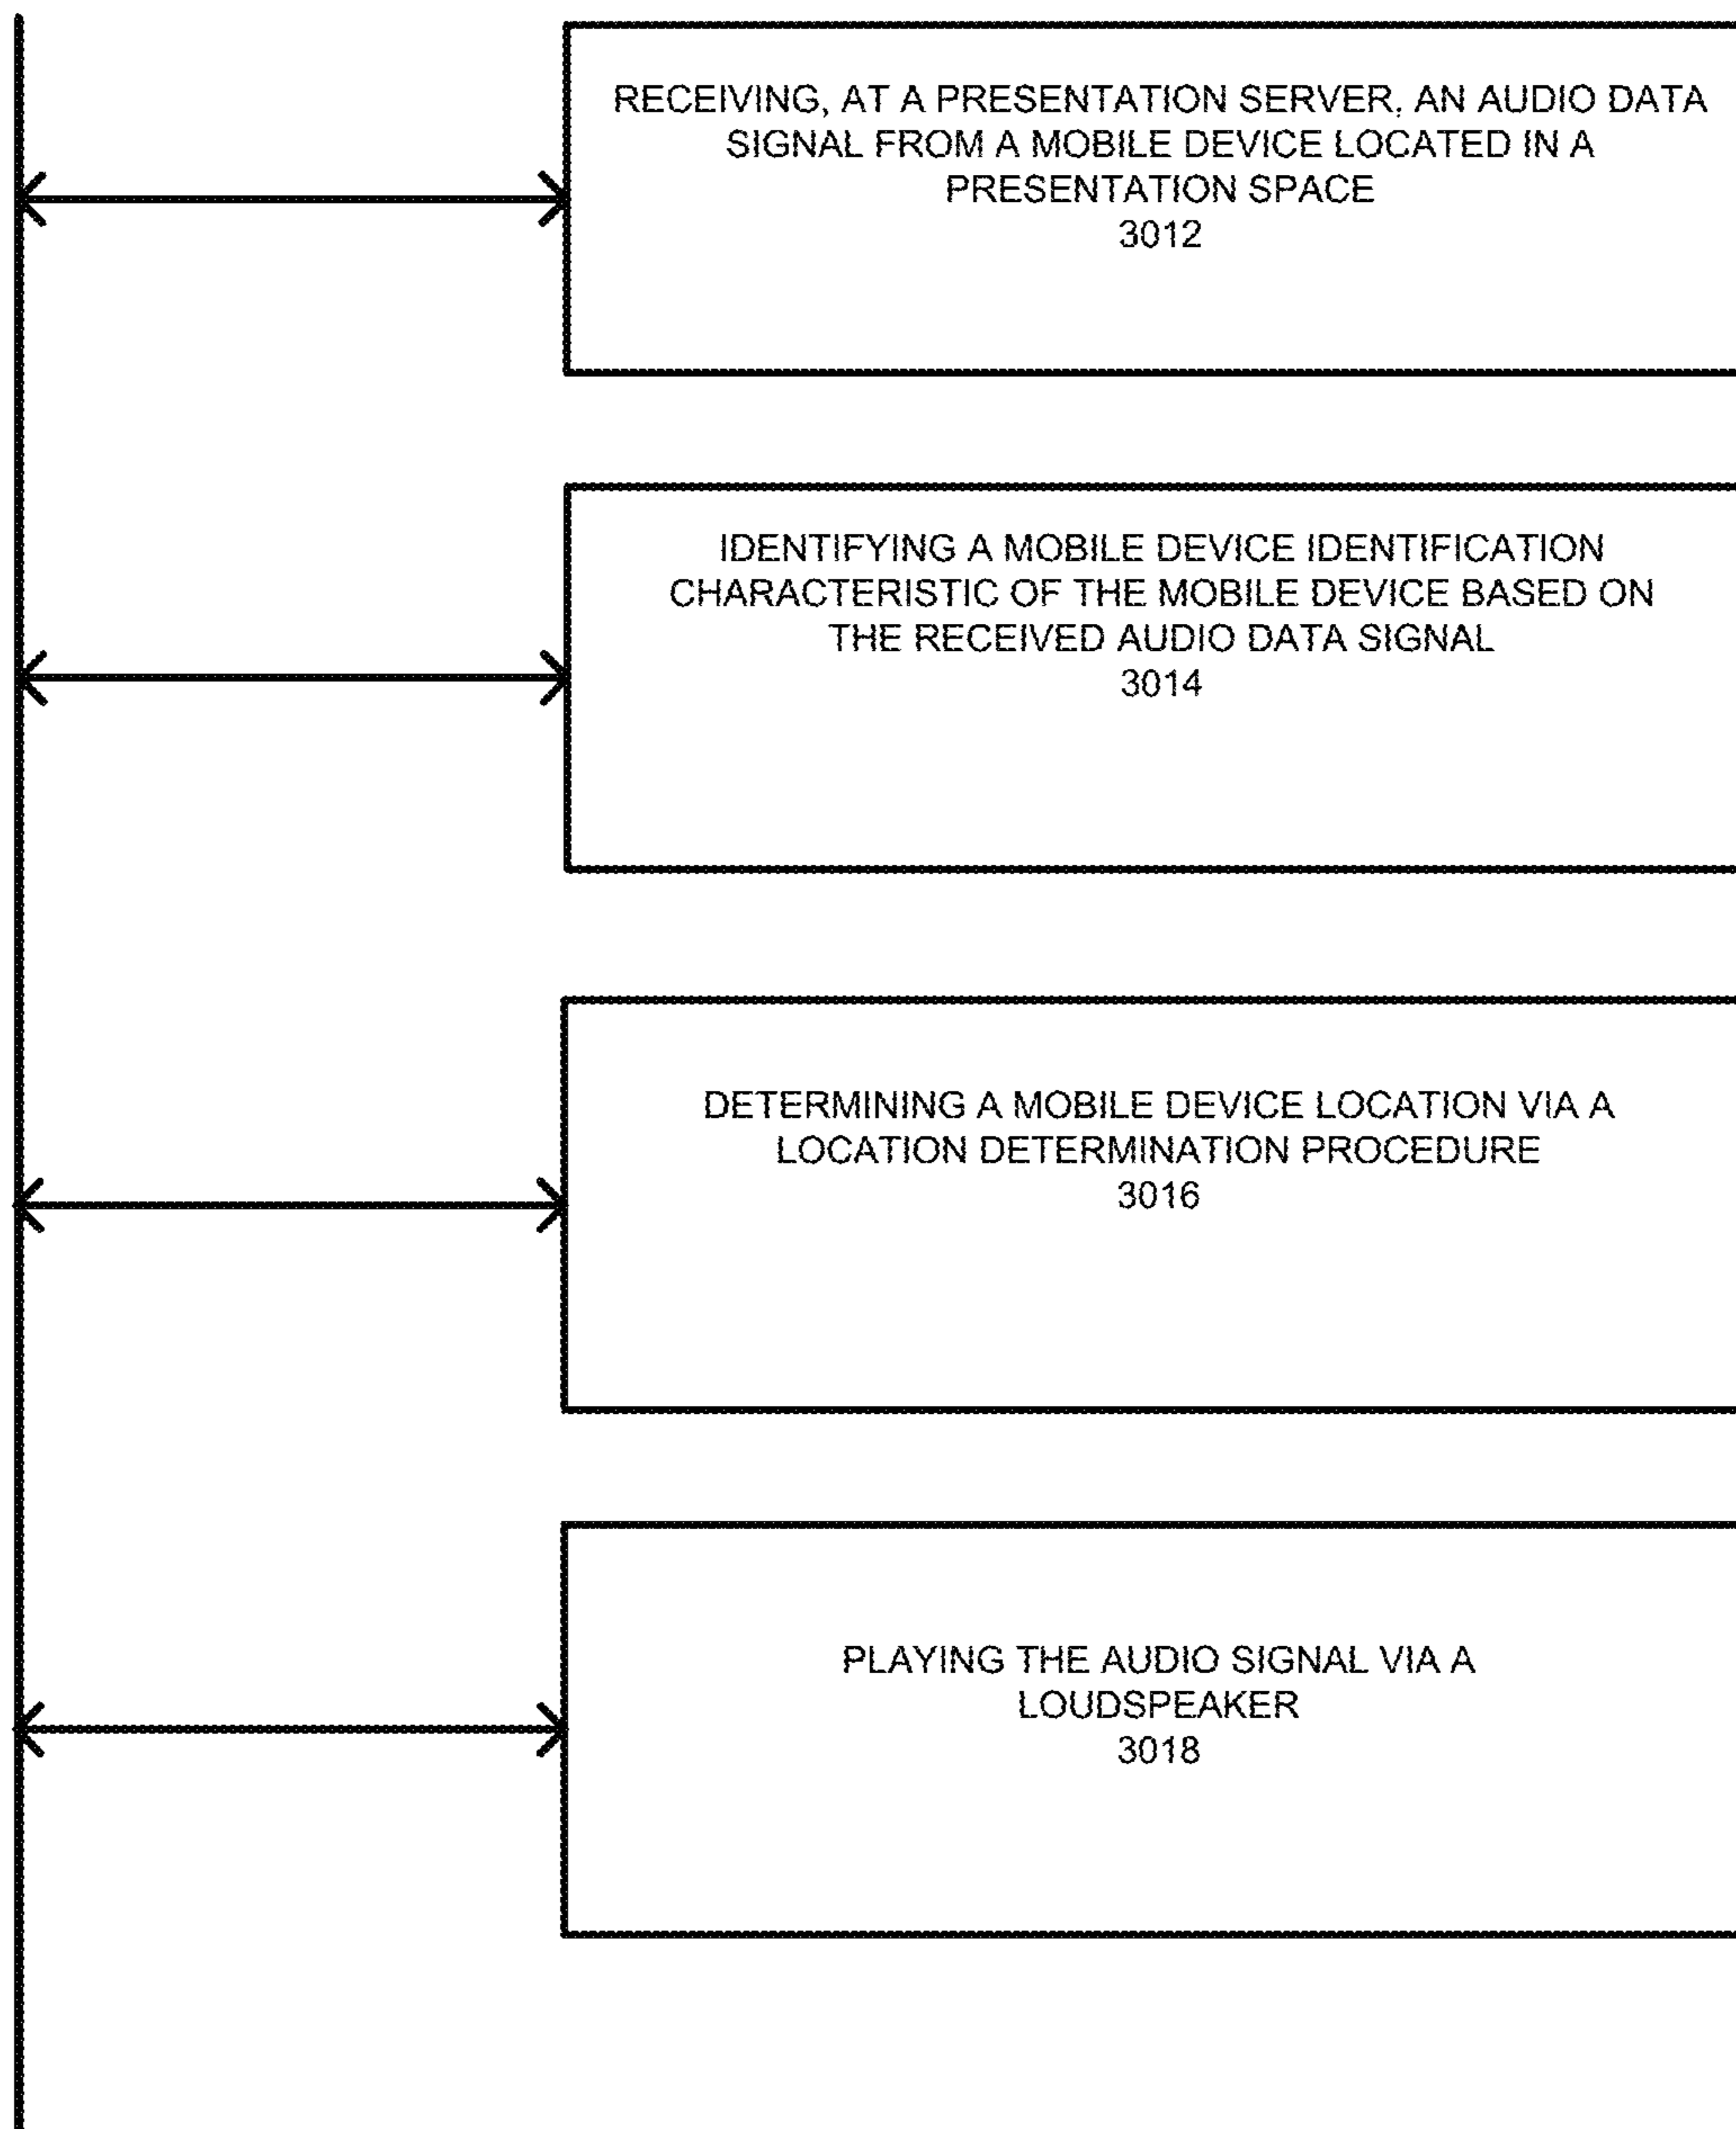 RECEIVING, AT A PRESENTATION SERVER, AN AUDIO DATA
SIGNAL FROM A MOBILE DEVICE LOCATED IN A
PRESENTATION SPACE
3012
IDENTIFYING A MOBILE DEVICE IDENTIFICATION
CHARACTERISTIC OF THE MOBILE DEVICE BASED ON
THE RECEIVED AUDIO DATA SIGNAL
3014
DETERMINING A MOBILE DEVICE LOCATION VIA A
LOCATION DETERMINATION PROCEDURE
3016
PLAYING THE AUDIO SIGNAL VIA A
LOUDSPEAKER
3018